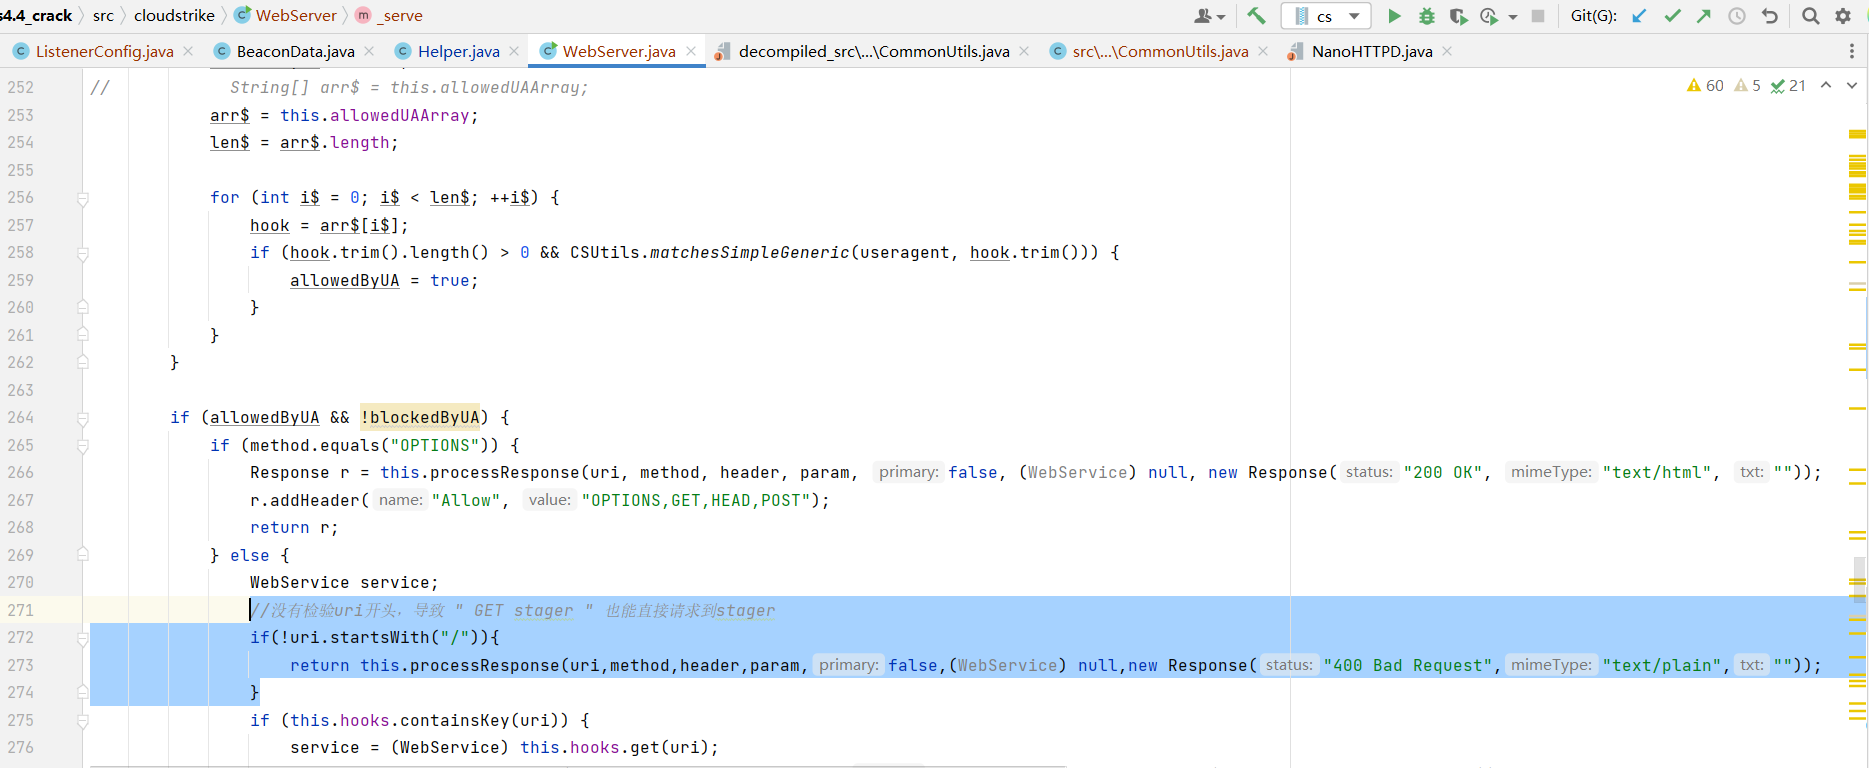 s4.4_crack src cloudstrike WebServer _serve cs Git(G):
ListenerConfig.java BeaconData.java Helper.java WebServer.java decompiled_src\...\CommonUtils.java src\...\CommonUtils.java NanoHTTPD.java
252 // String[] arr$ = this.allowedUAArray; 60 5 21
253 arr$ = this.allowedUAArray;
254 len$ = arr$.length;
255
256 for (int i$ = 0; i$ < len$; ++i$) {
257 hook = arr$[i$];
258 if (hook.trim().length() > 0 && CSUtils.matchesSimpleGeneric(useragent, hook.trim())) {
259 allowedByUA = true;
260 }
261 }
262 }
263
264 if (allowedByUA && !blockedByUA) {
265 if (method.equals("OPTIONS")) {
266 Response r = this.processResponse(uri, method, header, param, primary: false, (WebService) null, new Response( status: "200 OK", mimeType: "text/html", txt: ""));
267 r.addHeader( name: "Allow", value: "OPTIONS,GET,HEAD,POST");
268 return r;
269 } else {
270 WebService service;
271 //没有检验uri开头，导致 " GET stager " 也能直接请求到stager
272 if(!uri.startsWith("/")){
273 return this.processResponse(uri,method,header,param, primary: false,(WebService) null,new Response( status: "400 Bad Request", mimeType: "text/plain", txt: ""));
274 }
275 if (this.hooks.containsKey(uri)) {
276 service = (WebService) this.hooks.get(uri);